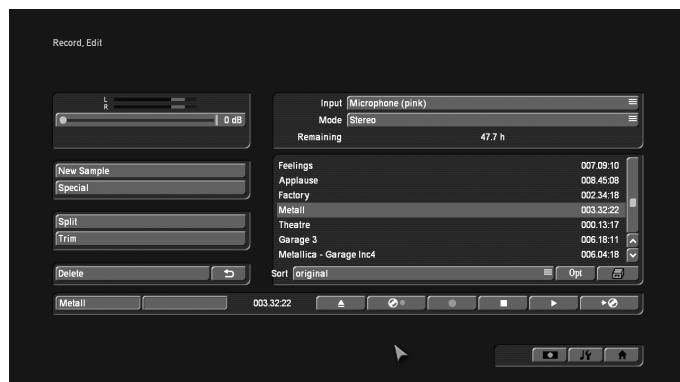 Record, Edit
L
R
0 dB
Input Microphone (pink)
Mode Stereo
Remaining 47.7 h
New Sample
Special
Split
Trim
Delete
Feelings 007.09:10
Applause 008.45:08
Factory 002.34:18
Metall 003.32:22
Theatre 000.13:17
Garage 3 006.18:11
Metallica - Garage Inc4 006.04:18
Sort original Opt
Metall 003.32:22